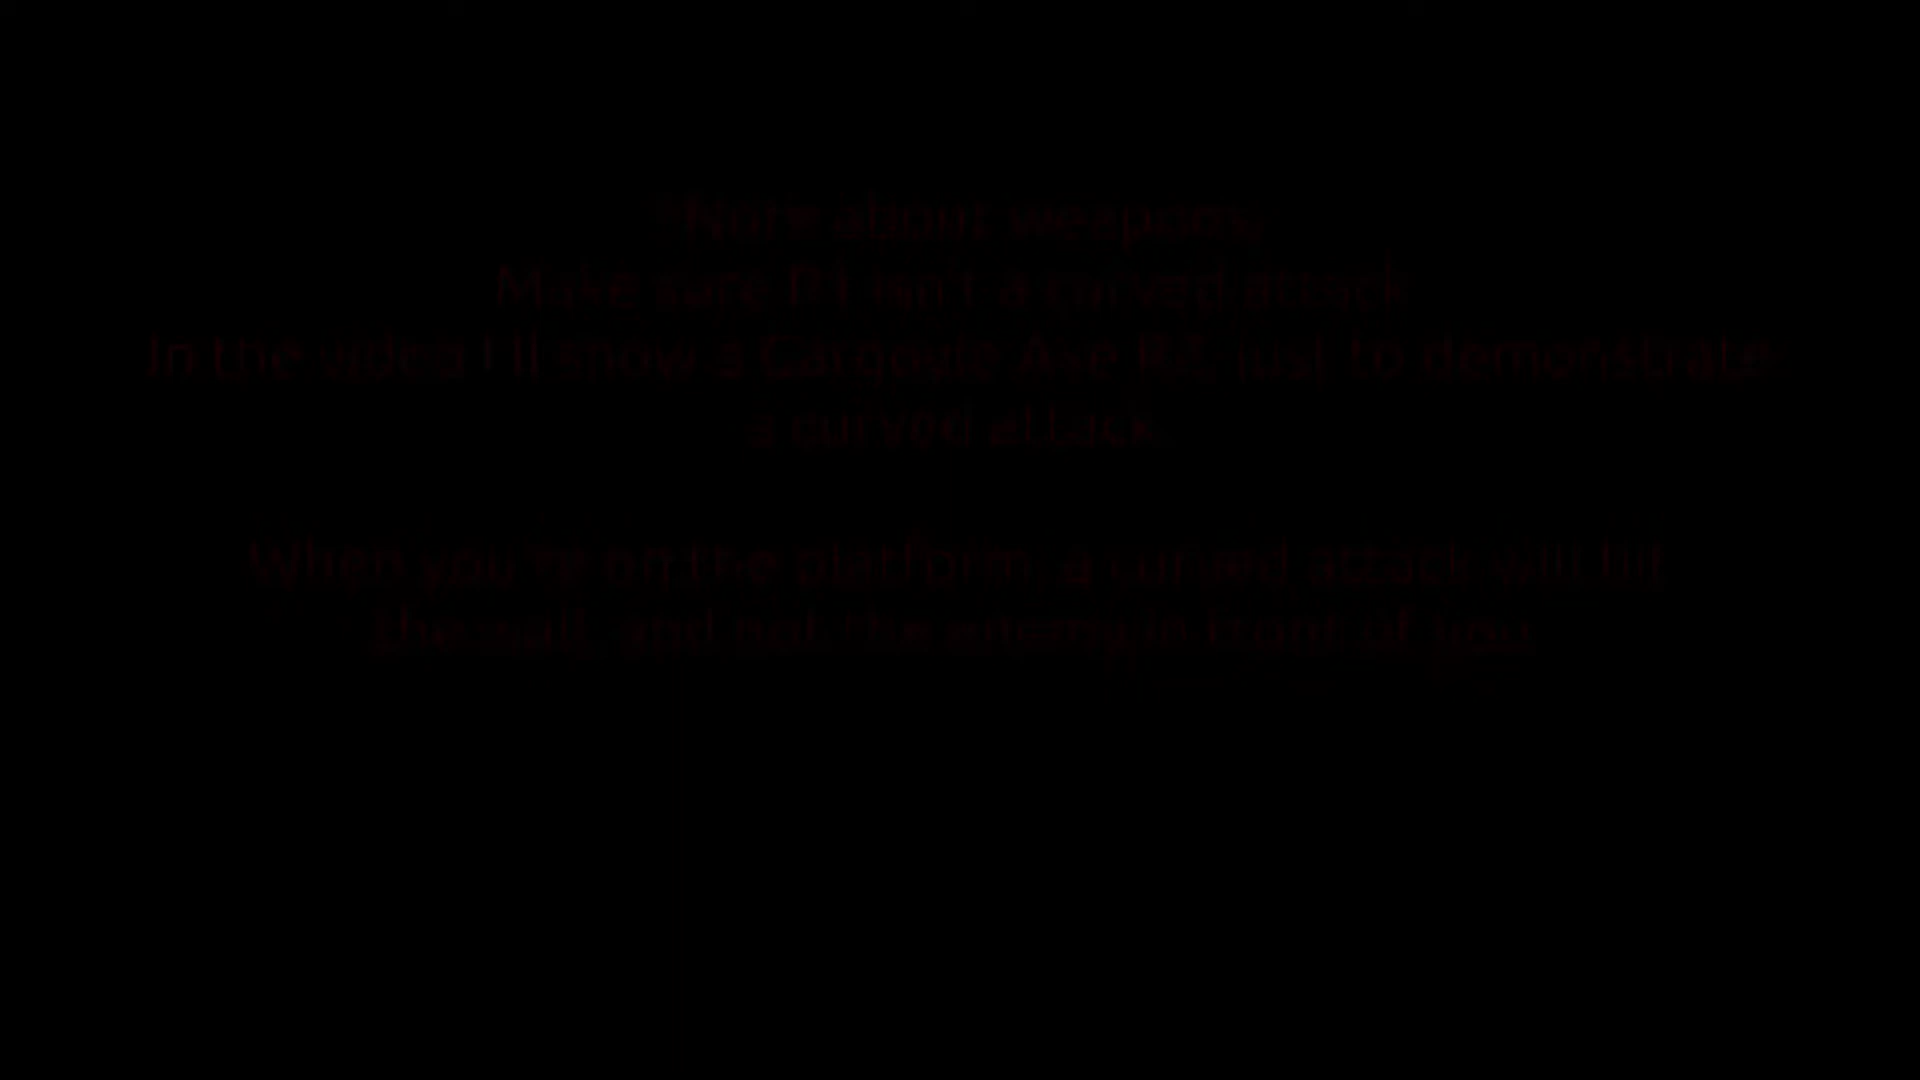 Note about weapons
Make sure R1 isn't a curved attack
In the video I'll show a Gargoyle Axe R2, just to demonstrate
a curved attack
When you're on the platform, a curved attack will hit
the wall, and not the enemy in front of you